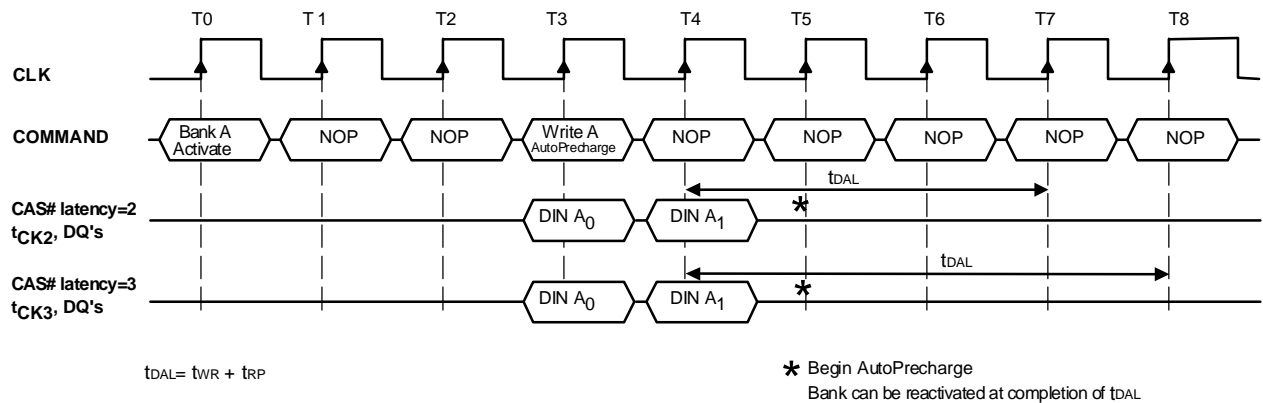 T0 T1 T2 T3 T4 T5 T6 T7 T8
CLK
COMMAND
Bank A
Activate
NOP
NOP
Write A
AutoPrecharge
NOP
NOP
NOP
NOP
NOP
tDAL
CAS# latency=2
tCK2, DQ's
DIN A0
DIN A1
*
tDAL
CAS# latency=3
tCK3, DQ's
DIN A0
DIN A1
*
tDAL= tWR + tRP
* Begin AutoPrecharge
Bank can be reactivated at completion of tDAL